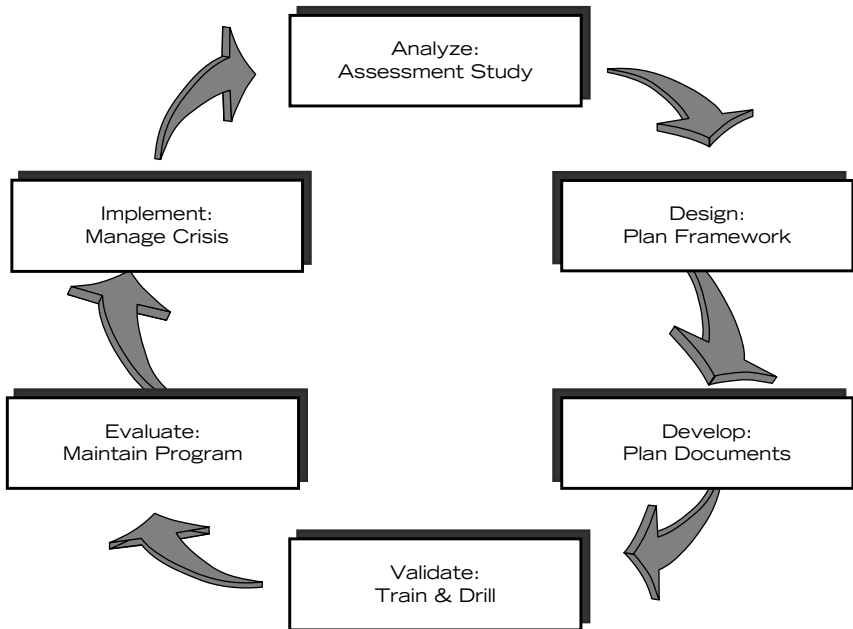 Analyze:
Assessment Study
Design:
Plan Framework
Develop:
Plan Documents
Validate:
Train & Drill
Evaluate:
Maintain Program
Implement:
Manage Crisis